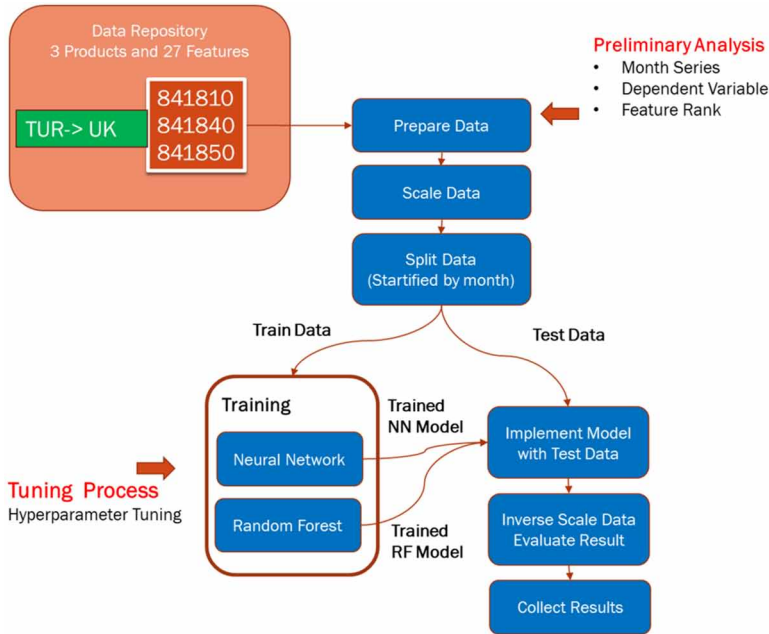 Data Repository
3 Products and 27 Features
TUR-> UK
841810
841840
841850
Preliminary Analysis
• Month Series
• Dependent Variable
• Feature Rank
Prepare Data
Scale Data
Split Data
(Startified by month)
Train Data
Test Data
Training
Neural Network
Random Forest
Trained
NN Model
Trained
RF Model
Tuning Process
Hyperparameter Tuning
Implement Model
with Test Data
Inverse Scale Data
Evaluate Result
Collect Results